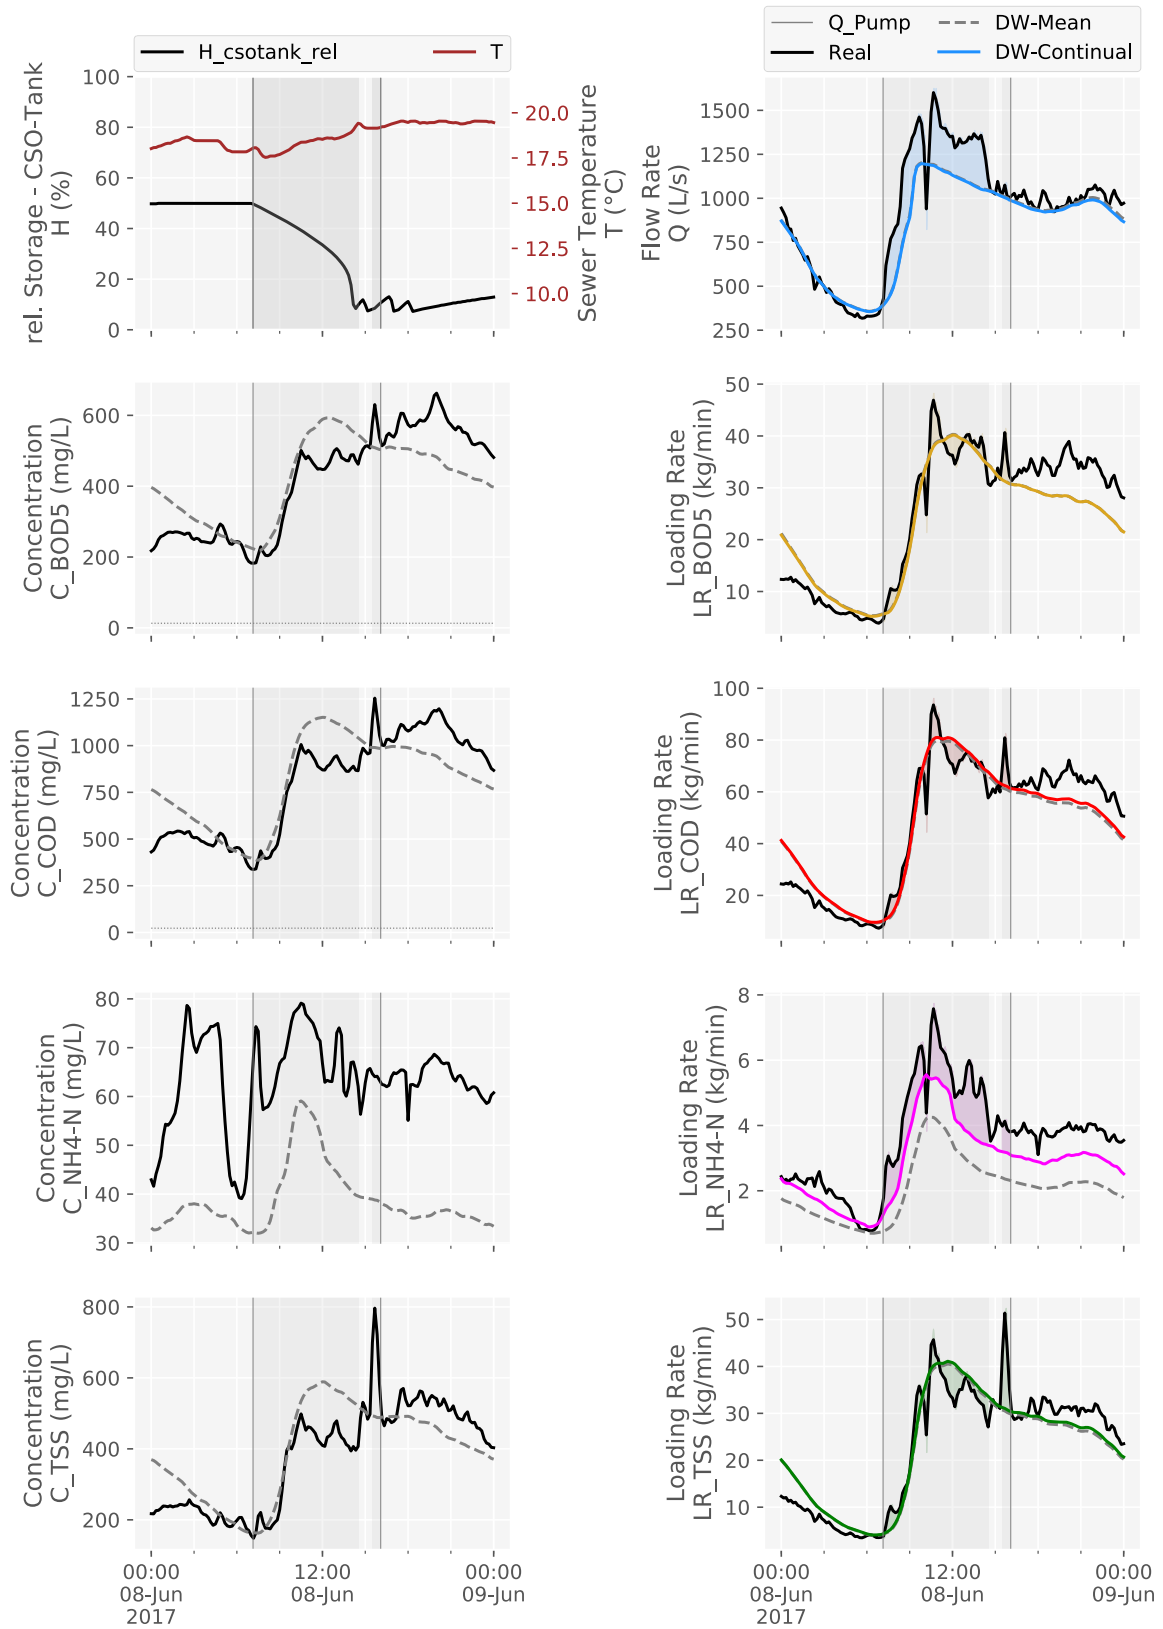 H_csotank_rel
T
Q_Pump
DW-Mean
Real
DW-Continual
rel. Storage - CSO-Tank
H (%)
100
80
60
40
20
0
20.0
17.5
15.0
12.5
10.0
Sewer Temperature
T (°C)
Flow Rate
Q (L/s)
1500
1250
1000
750
500
250
Concentration
C_BOD5 (mg/L)
600
400
200
0
Loading Rate
LR_BOD5 (kg/min)
50
40
30
20
10
Concentration
C_COD (mg/L)
1250
1000
750
500
250
0
Loading Rate
LR_COD (kg/min)
100
80
60
40
20
Concentration
C_NH4-N (mg/L)
80
70
60
50
40
30
Loading Rate
LR_NH4-N (kg/min)
8
6
4
2
Concentration
C_TSS (mg/L)
800
600
400
200
Loading Rate
LR_TSS (kg/min)
50
40
30
20
10
00:00
08-Jun
2017
12:00
08-Jun
00:00
09-Jun
00:00
08-Jun
2017
12:00
08-Jun
00:00
09-Jun